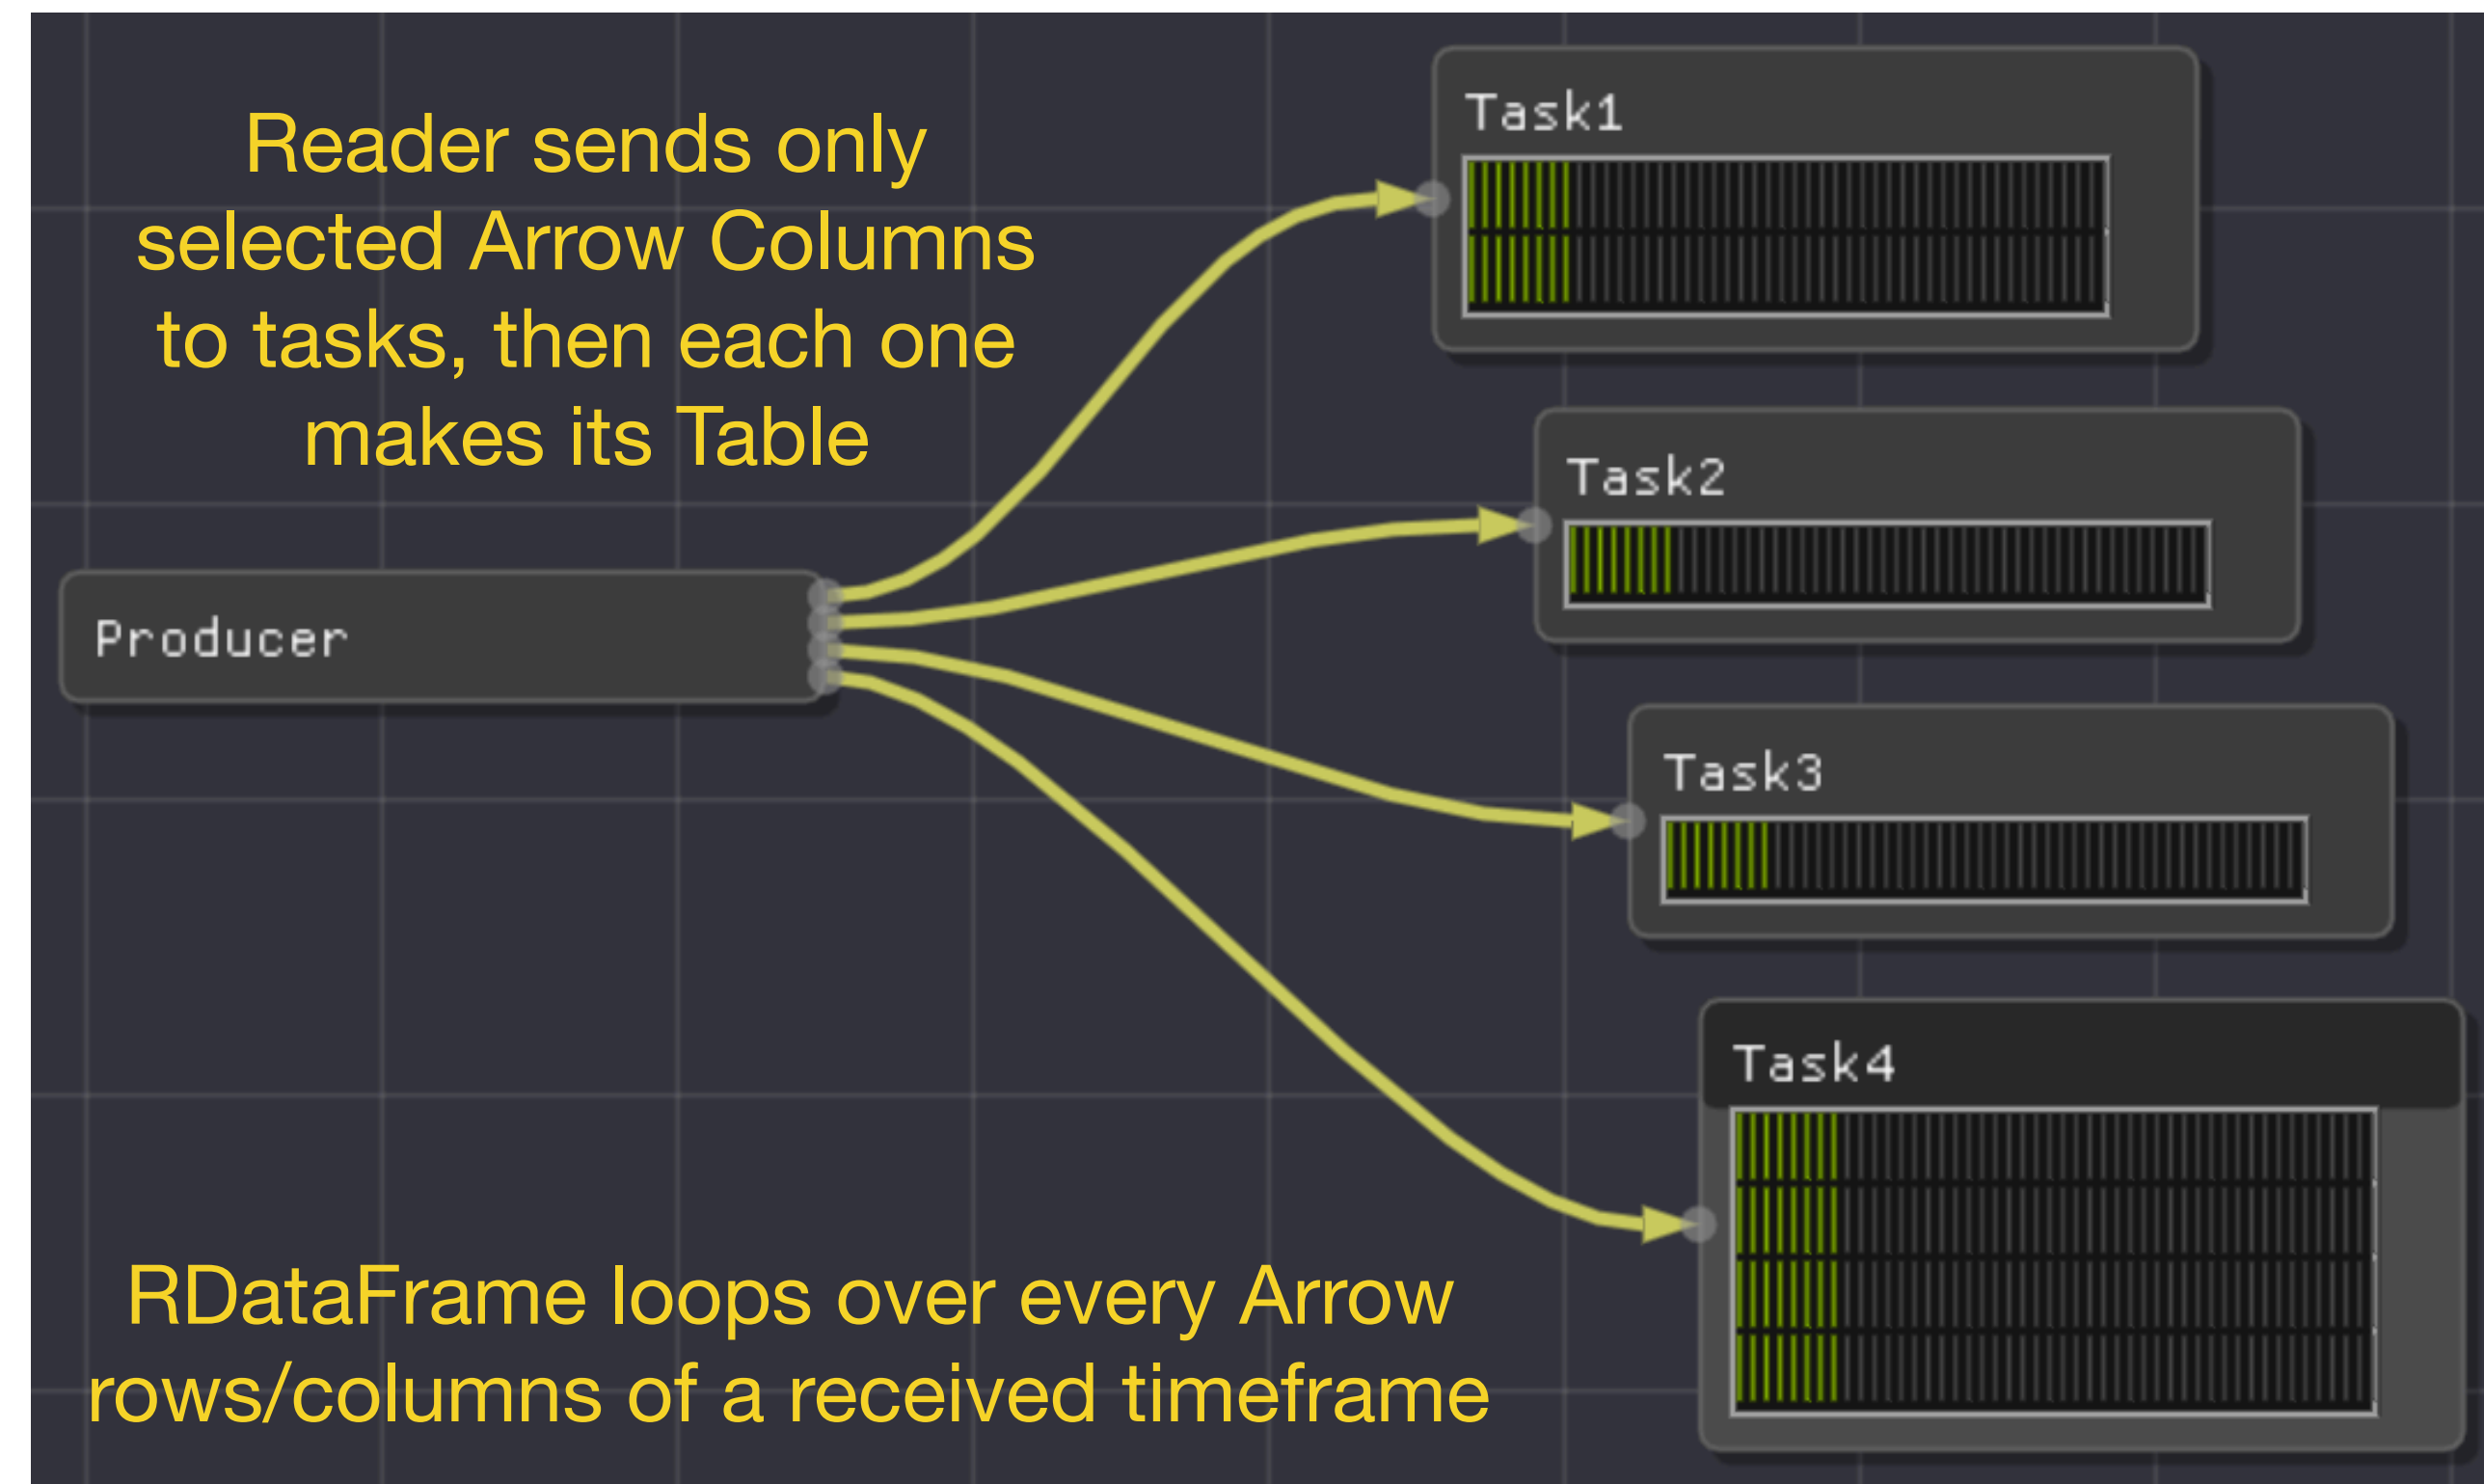 Reader sends only
selected Arrow Columns
to tasks, then each one
makes its Table
Producer
Task1
Task2
Task3
Task4
RDataFrame loops over every Arrow
rows/columns of a received timeframe